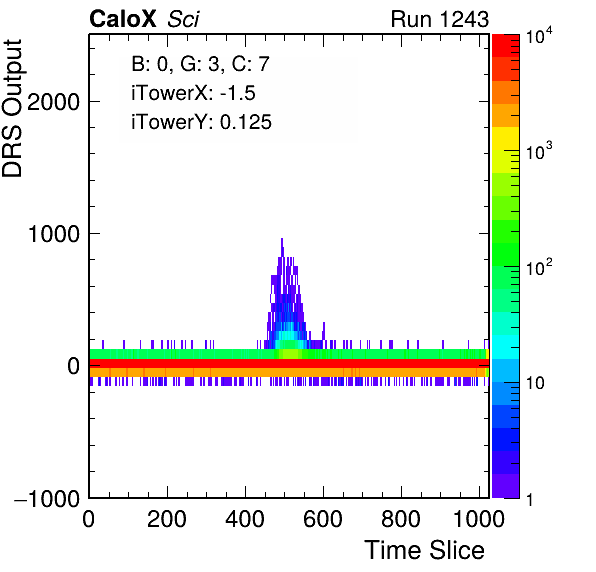 CaloX Sci
Run 1243
B: 0, G: 3, C: 7
iTowerX: -1.5
iTowerY: 0.125
DRS Output
2000
1000
0
−1000
0 200 400 600 800 1000
Time Slice
10^4
10^3
10^2
10
1